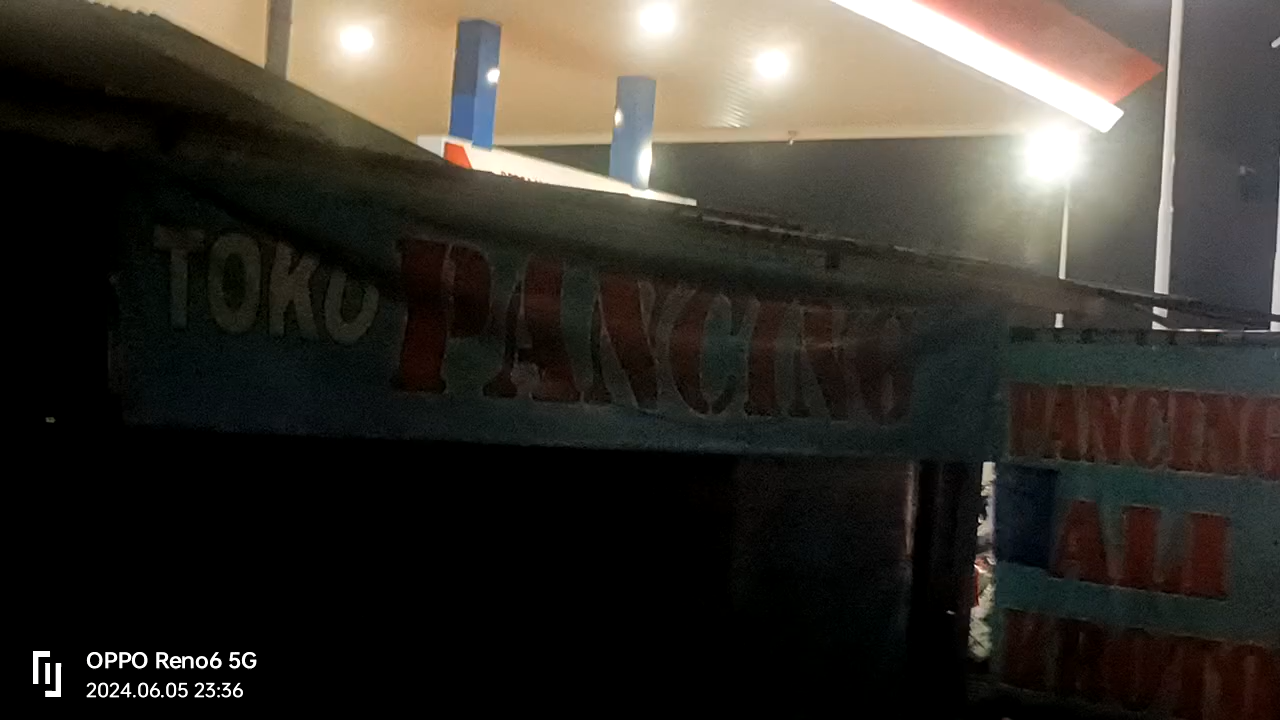 TOKO PANCING
PANCING
ALI
OPPO Reno6 5G
2024.06.05 23:36